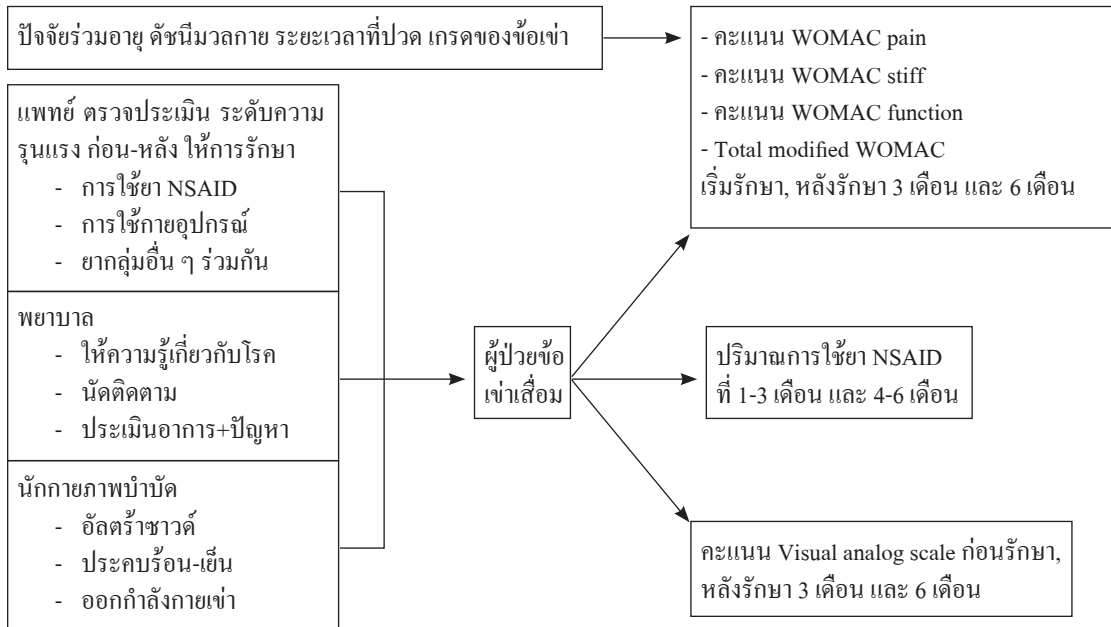 ปัจจัยร่วมอายุ ดัชนีมวลกาย ระยะเวลาที่ปวด เกรดของข้อเข่า
- คะแนน WOMAC pain
- คะแนน WOMAC stiff
- คะแนน WOMAC function
- Total modified WOMAC
เริ่มรักษา, หลังรักษา 3 เดือน และ 6 เดือน
แพทย์ ตรวจประเมิน ระดับความ
รุนแรง ก่อน-หลัง ให้การรักษา
- การใช้ยา NSAID
- การใช้กายอุปกรณ์
- ยากลุ่มอื่น ๆ ร่วมกัน
พยาบาล
- ให้ความรู้เกี่ยวกับโรค
- นัดติดตาม
- ประเมินอาการ+ปัญหา
นักกายภาพบำบัด
- อัลตร้าซาวด์
- ประคบร้อน-เย็น
- ออกกำลังกายเข่า
ผู้ป่วยข้อ
เข่าเสื่อม
ปริมาณการใช้ยา NSAID
ที่ 1-3 เดือน และ 4-6 เดือน
คะแนน Visual analog scale ก่อนรักษา,
หลังรักษา 3 เดือน และ 6 เดือน